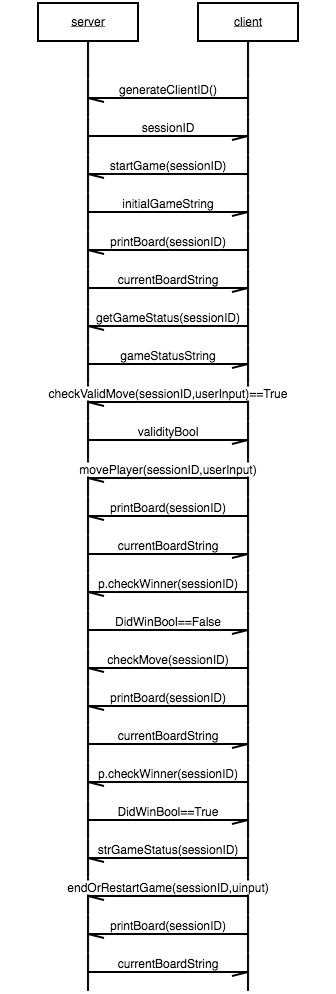 server
client
generateClientID()
sessionID
startGame(sessionID)
initialGameString
printBoard(sessionID)
currentBoardString
getGameStatus(sessionID)
gameStatusString
checkValidMove(sessionID,userInput)==True
validityBool
movePlayer(sessionID,userInput)
printBoard(sessionID)
currentBoardString
p.checkWinner(sessionID)
DidWinBool==False
checkMove(sessionID)
printBoard(sessionID)
currentBoardString
p.checkWinner(sessionID)
DidWinBool==True
strGameStatus(sessionID)
endOrRestartGame(sessionID,uinput)
printBoard(sessionID)
currentBoardString